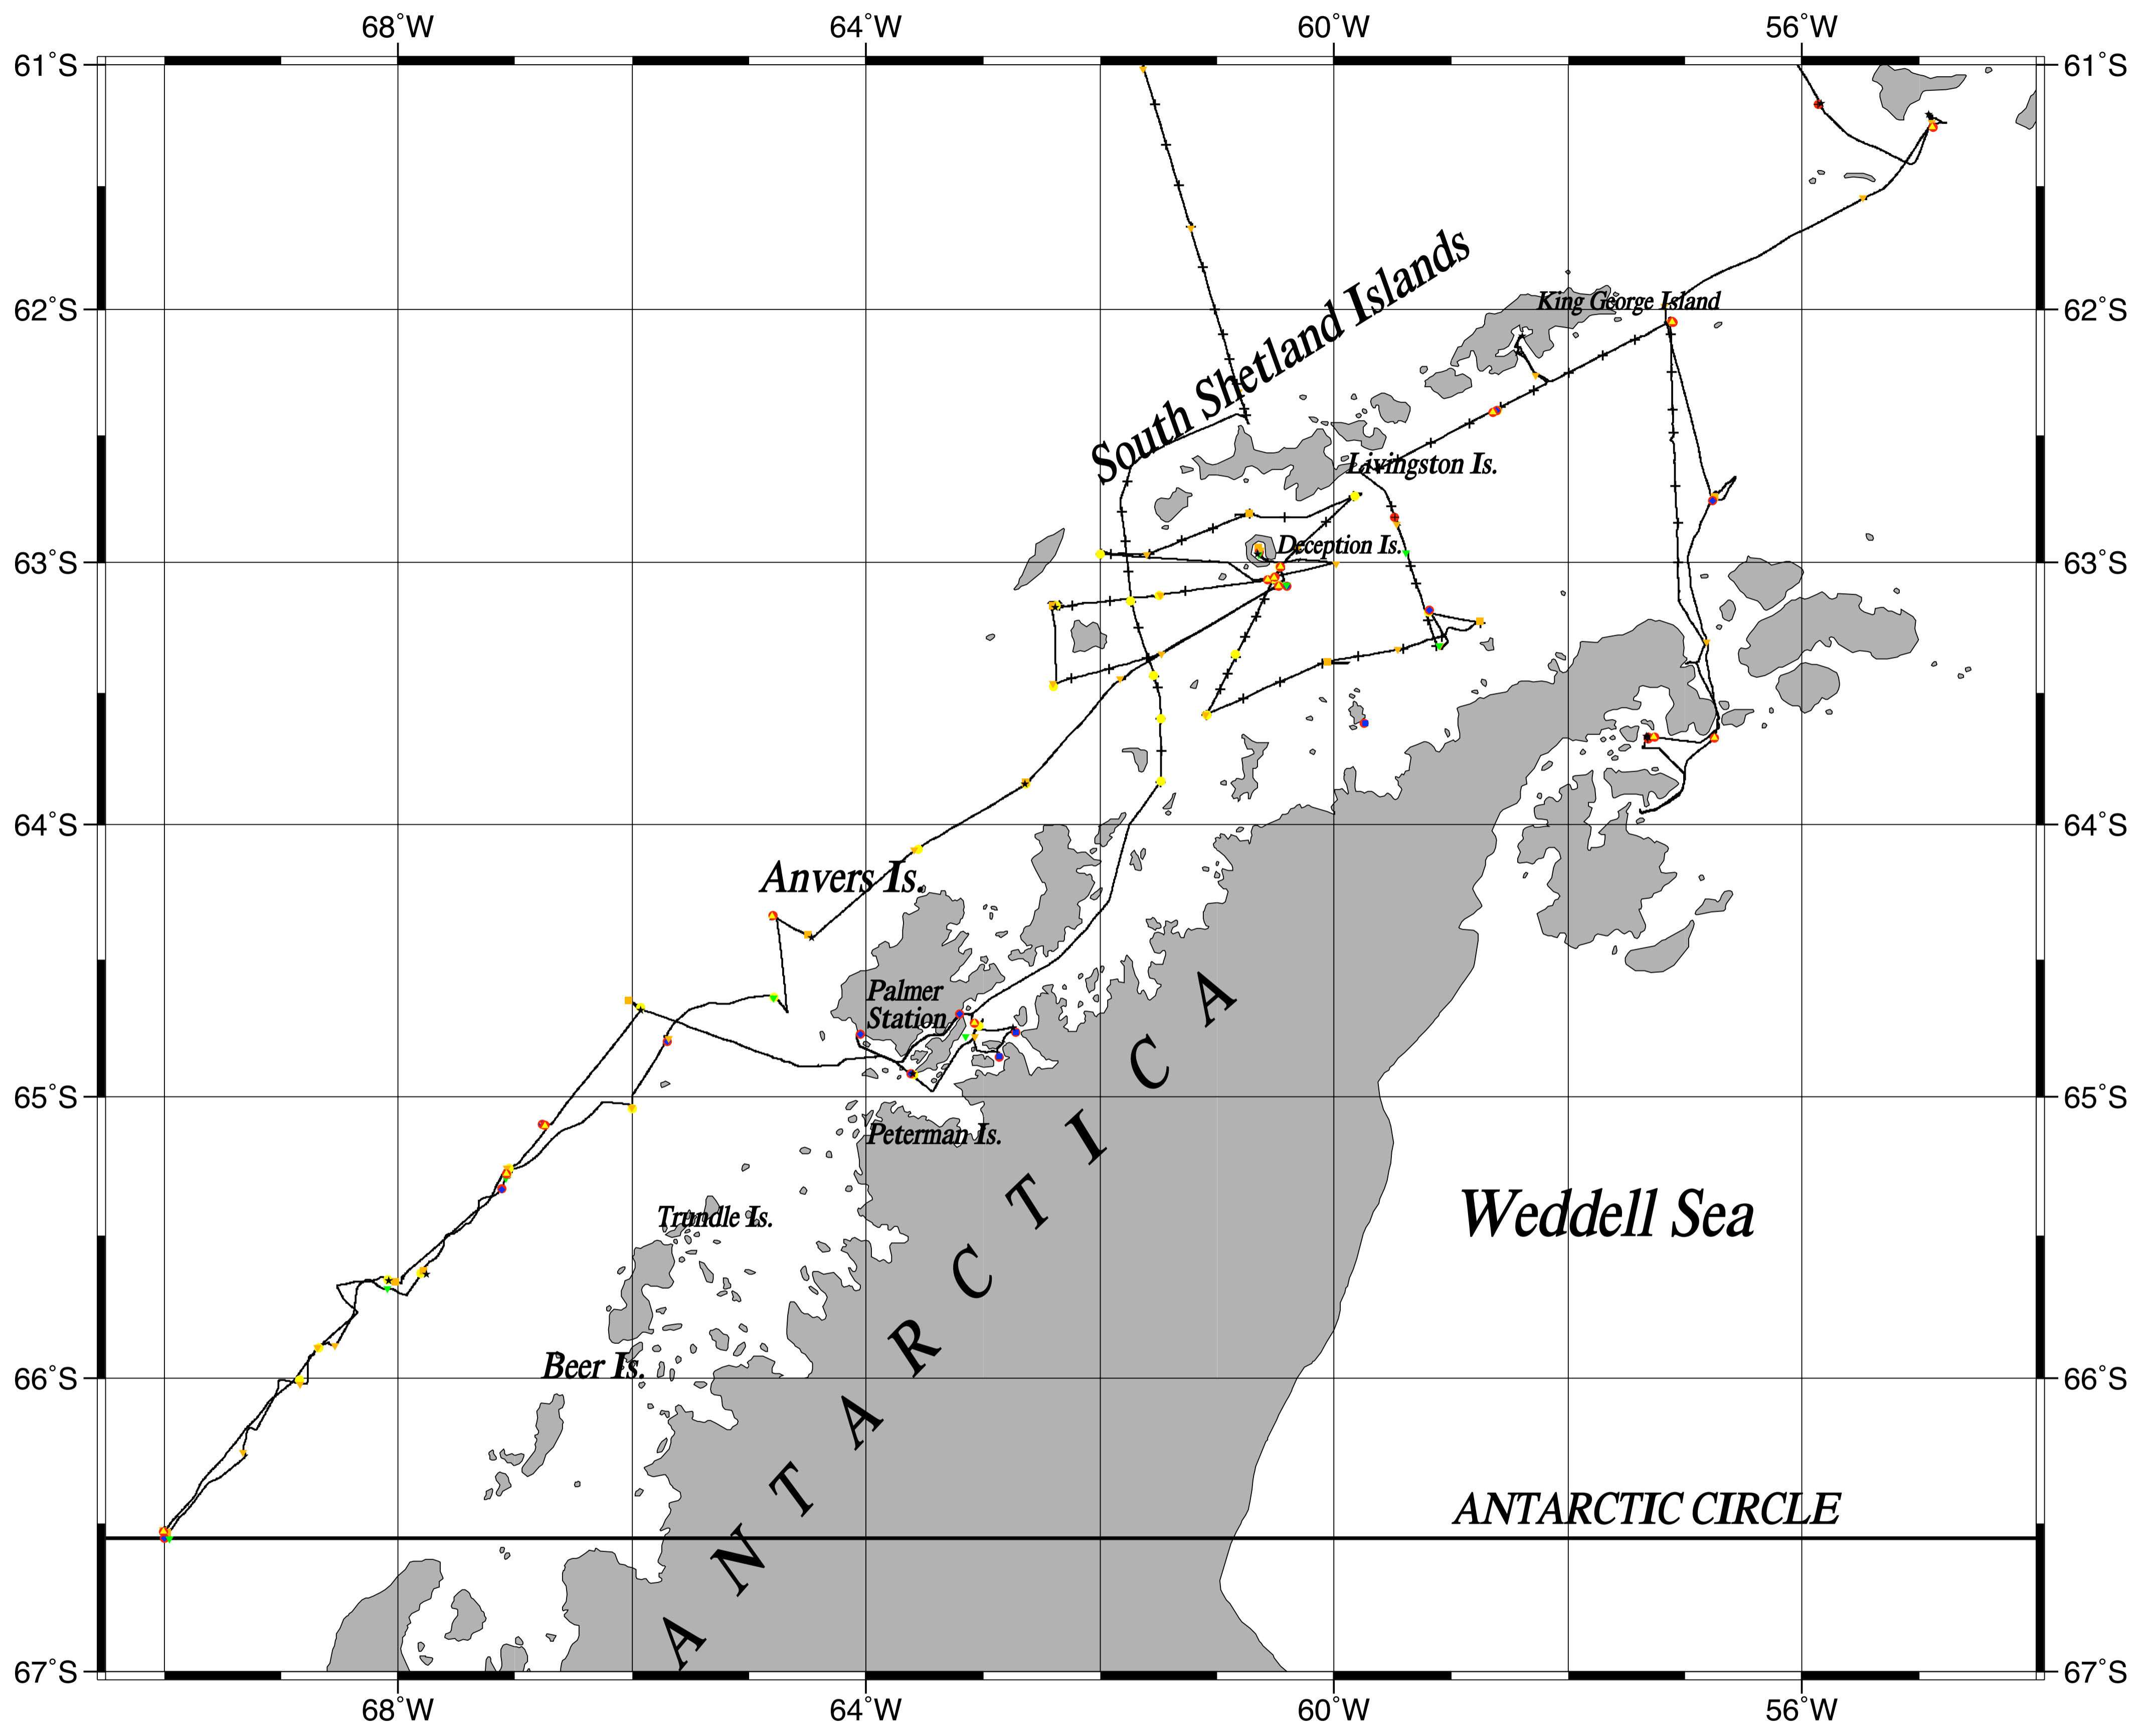 68°W 64°W 60°W 56°W
61°S 61°S
South Shetland Islands
King George Island
62°S 62°S
Livingston Is.
Deception Is.
63°S 63°S
64°S 64°S
Anvers Is.
Palmer
Station
65°S 65°S
Peterman Is.
Weddell Sea
Trundle Is.
Beer Is.
66°S 66°S
ANTARCTICA
ANTARCTIC CIRCLE
67°S 67°S
68°W 64°W 60°W 56°W